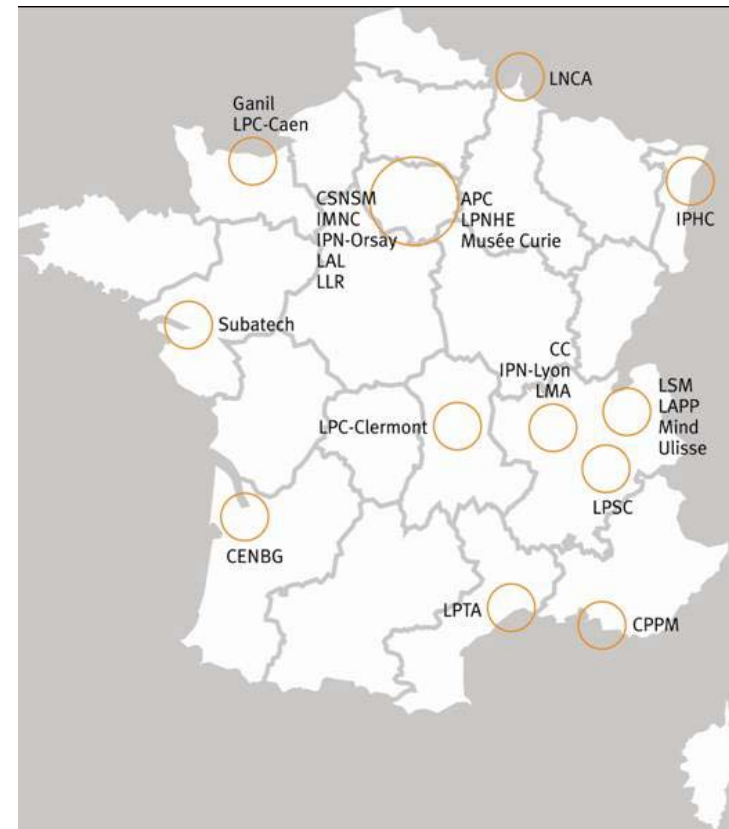 LNCA
Ganil
LPC-Caen
IPHC
CSNSM
IMNC
IPN-Orsay
LAL
LLR
APC
LPNHE
Musée Curie
Subatech
CC
IPN-Lyon
LMA
LSM
LAPP
Mind
Ulisse
LPC-Clermont
LPSC
CENBG
LPTA
CPPM